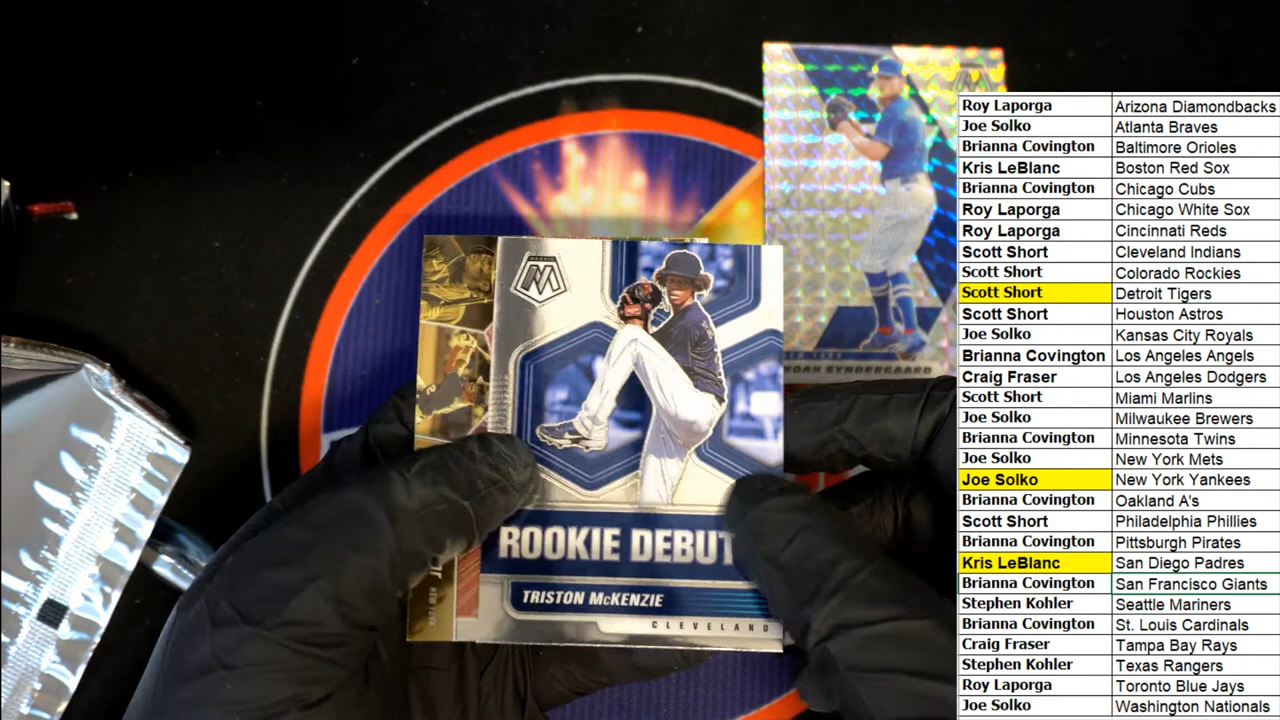 NOAH SYNDERGAARD
M
ROOKIE DEBUT
TRISTON McKENZIE
CLEVELAND
NEW YORK
Roy Laporga Arizona Diamondbacks
Joe Solko Atlanta Braves
Brianna Covington Baltimore Orioles
Kris LeBlanc Boston Red Sox
Brianna Covington Chicago Cubs
Roy Laporga Chicago White Sox
Roy Laporga Cincinnati Reds
Scott Short Cleveland Indians
Scott Short Colorado Rockies
Scott Short Detroit Tigers
Scott Short Houston Astros
Joe Solko Kansas City Royals
Brianna Covington Los Angeles Angels
Craig Fraser Los Angeles Dodgers
Scott Short Miami Marlins
Joe Solko Milwaukee Brewers
Brianna Covington Minnesota Twins
Joe Solko New York Mets
Joe Solko New York Yankees
Brianna Covington Oakland A's
Scott Short Philadelphia Phillies
Brianna Covington Pittsburgh Pirates
Kris LeBlanc San Diego Padres
Brianna Covington San Francisco Giants
Stephen Kohler Seattle Mariners
Brianna Covington St. Louis Cardinals
Craig Fraser Tampa Bay Rays
Stephen Kohler Texas Rangers
Roy Laporga Toronto Blue Jays
Joe Solko Washington Nationals